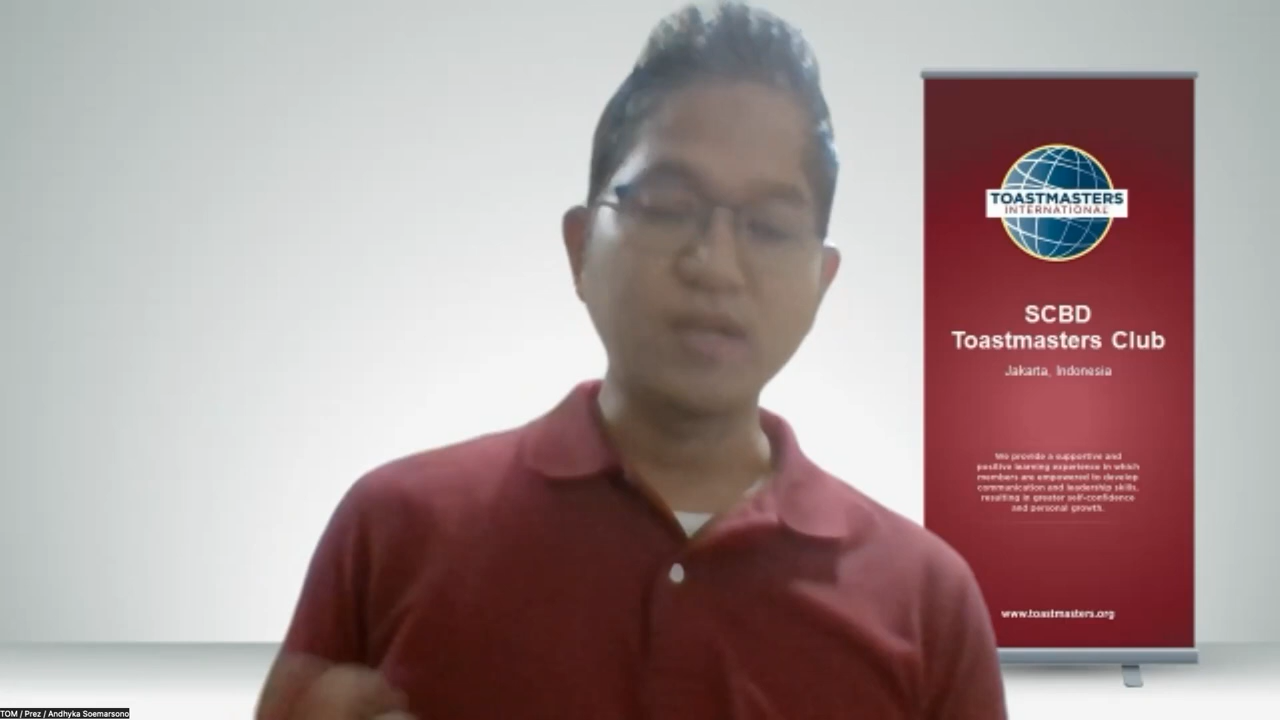 TOASTMASTERS
INTERNATIONAL
SCBD
Toastmasters Club
Jakarta, Indonesia
We provide a supportive and
positive learning experience in which
members are empowered to develop
communication and leadership skills,
resulting in greater self-confidence
and personal growth.
www.toastmasters.org
TOM / Prez / Andhyka Soemarsono